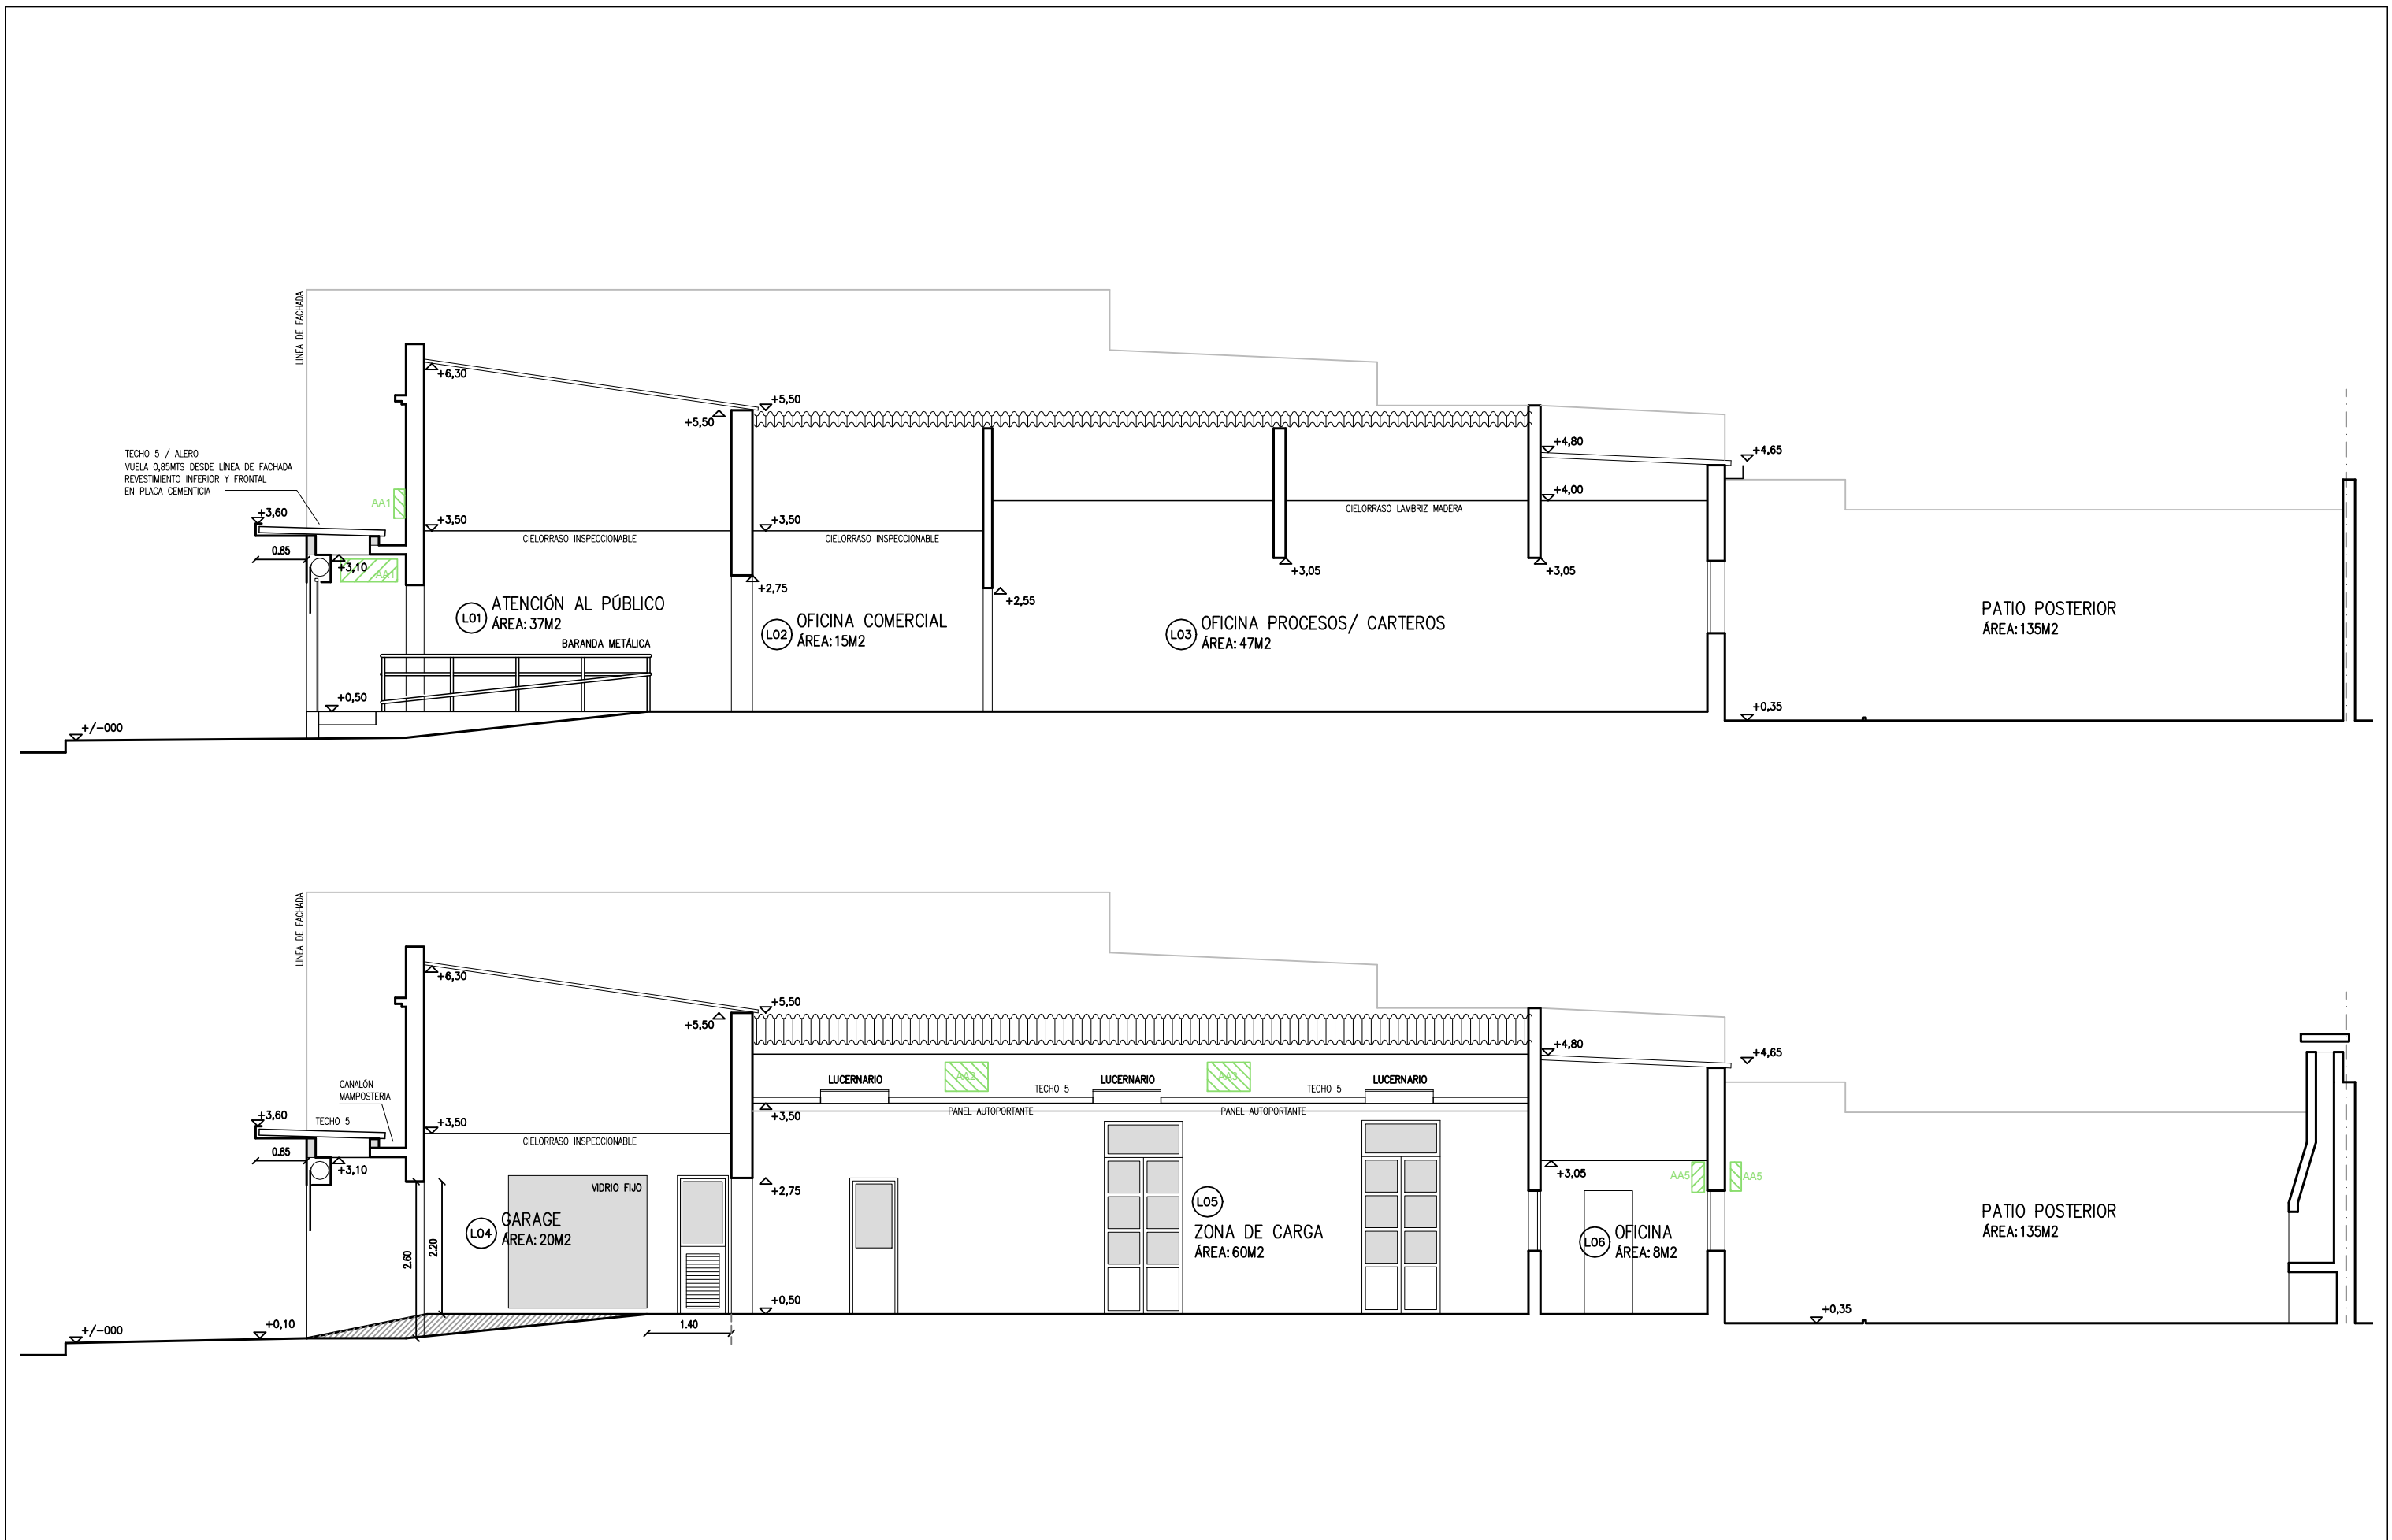 LINEA DE FACHADA
+6,30
+5,50
+5,50
TECHO 5 / ALERO
VUELA 0,85MTS DESDE LÍNEA DE FACHADA
REVESTIMIENTO INFERIOR Y FRONTAL
EN PLACA CEMENTICIA
+4,80
+4,65
AA1
+4,00
CIELORRASO LAMBRIZ MADERA
+3,60
+3,50
CIELORRASO INSPECCIONABLE
+3,50
CIELORRASO INSPECCIONABLE
0.85
+3,10
AA1
+2,75
+2,55
+3,05
+3,05
L01 ATENCIÓN AL PÚBLICO
ÁREA: 37M2
L02 OFICINA COMERCIAL
ÁREA: 15M2
L03 OFICINA PROCESOS/ CARTEROS
ÁREA: 47M2
PATIO POSTERIOR
ÁREA: 135M2
BARANDA METÁLICA
+0,50
+0,35
+/-000
LINEA DE FACHADA
+6,30
+5,50
+5,50
+4,80
+4,65
CANALÓN
MAMPOSTERIA
AA2
AA3
LUCERNARIO
LUCERNARIO
LUCERNARIO
TECHO 5
TECHO 5
PANEL AUTOPORTANTE
PANEL AUTOPORTANTE
+3,60
TECHO 5
+3,50
CIELORRASO INSPECCIONABLE
+3,50
0.85
+3,10
+3,05
AA5
AA5
VIDRIO FIJO
+2,75
L04 GARAGE
ÁREA: 20M2
L05
ZONA DE CARGA
ÁREA: 60M2
L06 OFICINA
ÁREA: 8M2
PATIO POSTERIOR
ÁREA: 135M2
2.60
2.20
+0,50
+/-000
+0,10
1.40
+0,35